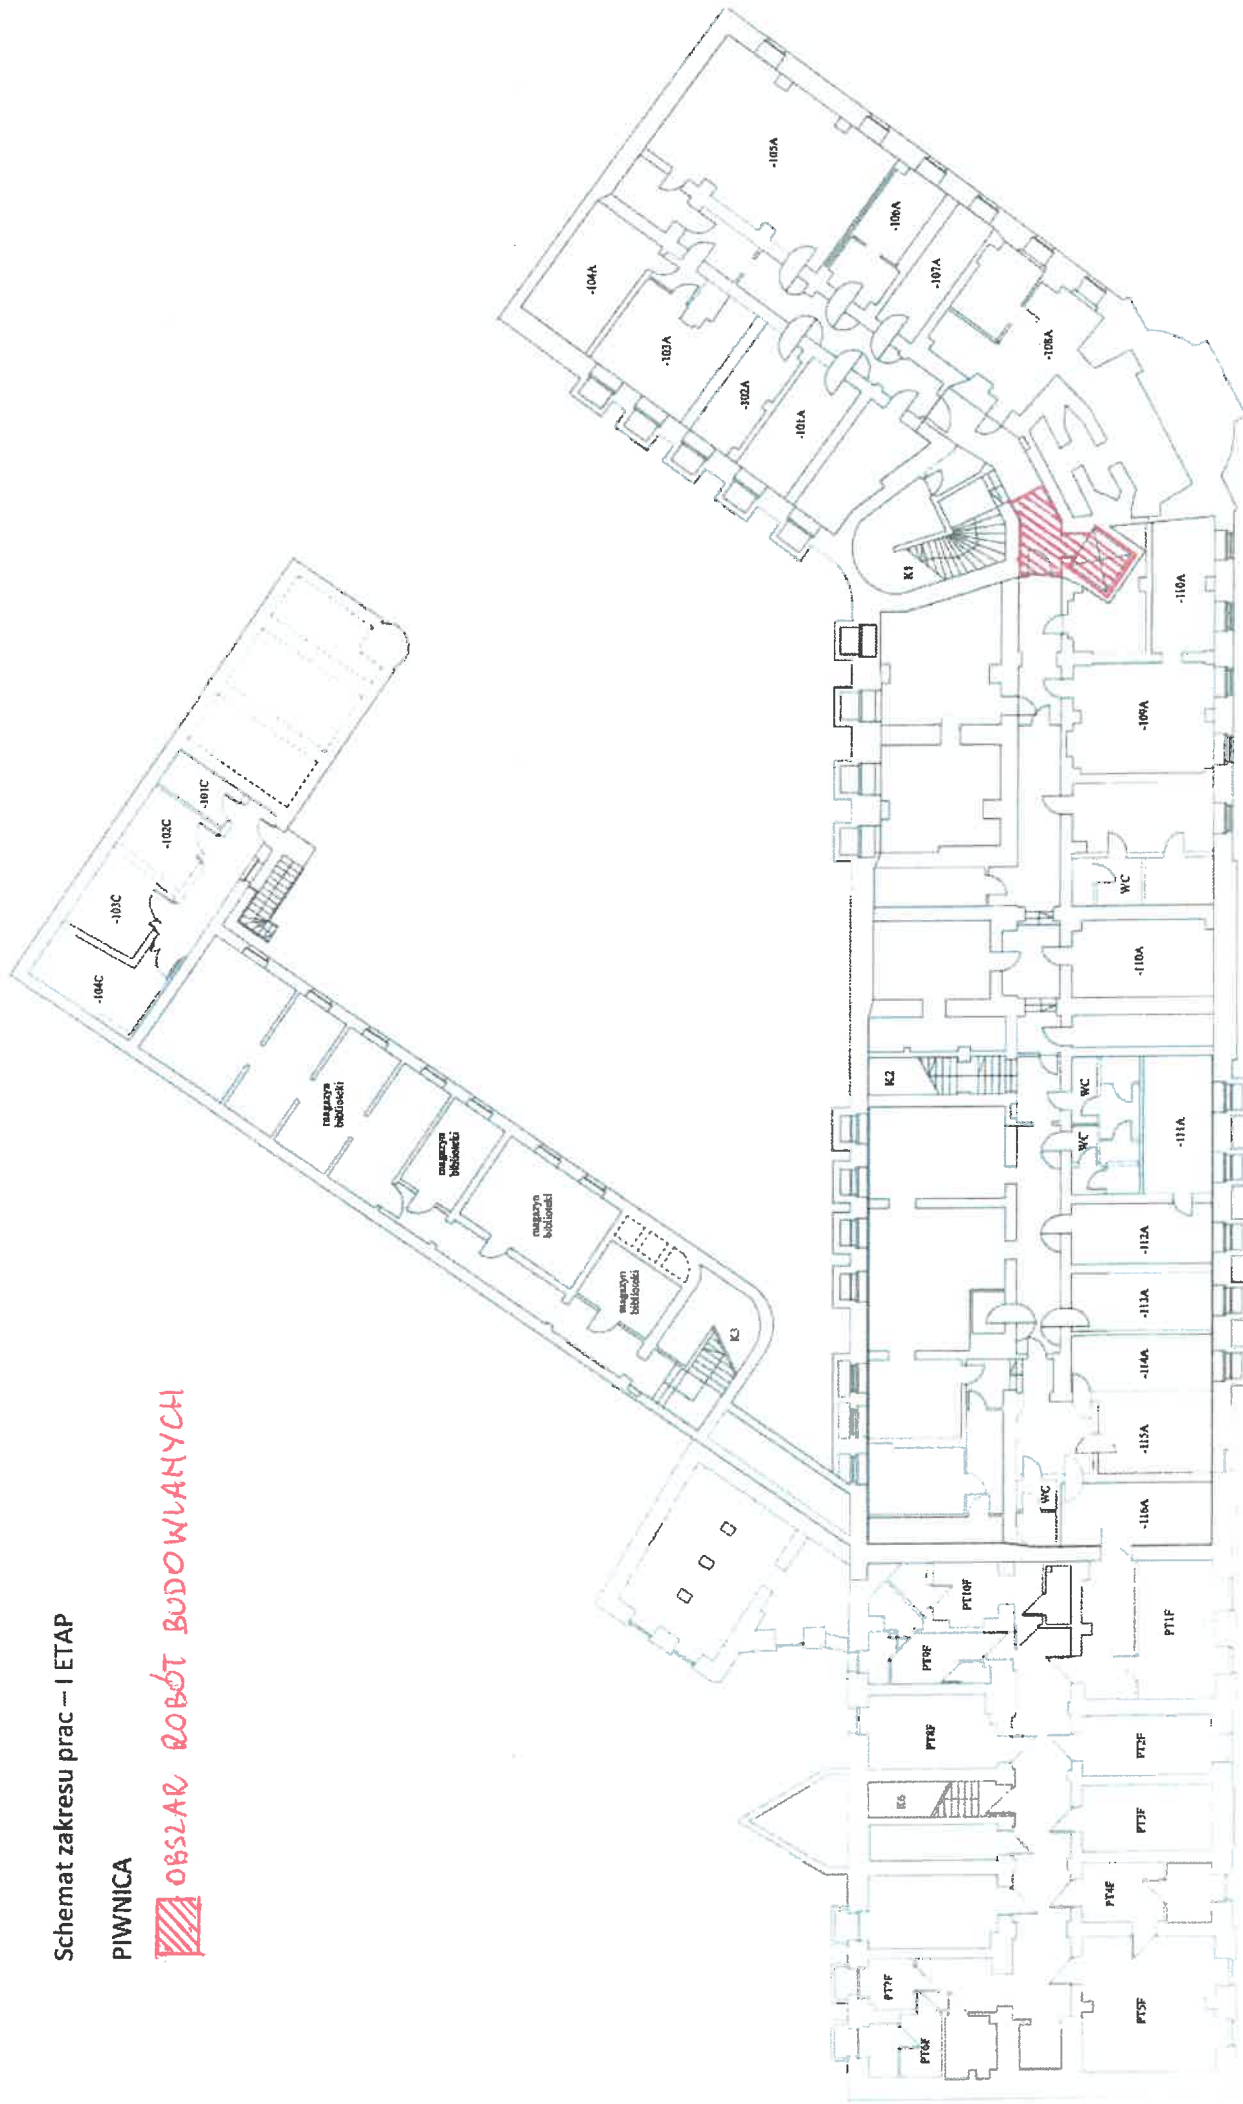 Schemat zakresu prac – I ETAP
PIWNICA
OBSZAR ROBÓT BUDOWLANYCH
-104C
-103C
-102C
-101C
magazyn
biblioteki
magazyn
biblioteki
magazyn
biblioteki
magazyn
biblioteki
K3
-105A
-104A
-103A
-102A
-101A
-106A
-107A
-108A
K1
-110A
-109A
WC
-110A
K2
WC
WC
-111A
-112A
-113A
-114A
-115A
WC
-116A
PT10F
PT9F
PT1F
PT8F
PT2F
K6
PT3F
PT4F
PT7F
PT6F
PT5F